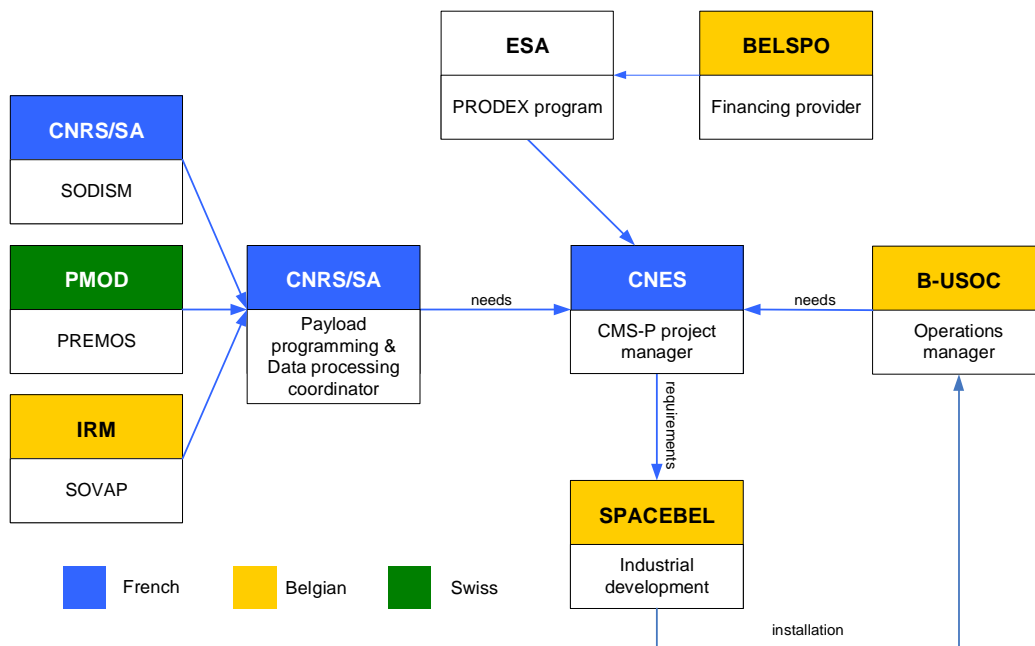 ESA
PRODEX program
BELSPO
Financing provider
CNRS/SA
SODISM
PMOD
PREMOS
IRM
SOVAP
CNRS/SA
Payload
programming &
Data processing
coordinator
needs
CNES
CMS-P project
manager
needs
B-USOC
Operations
manager
requirements
SPACEBEL
Industrial
development
installation
French
Belgian
Swiss